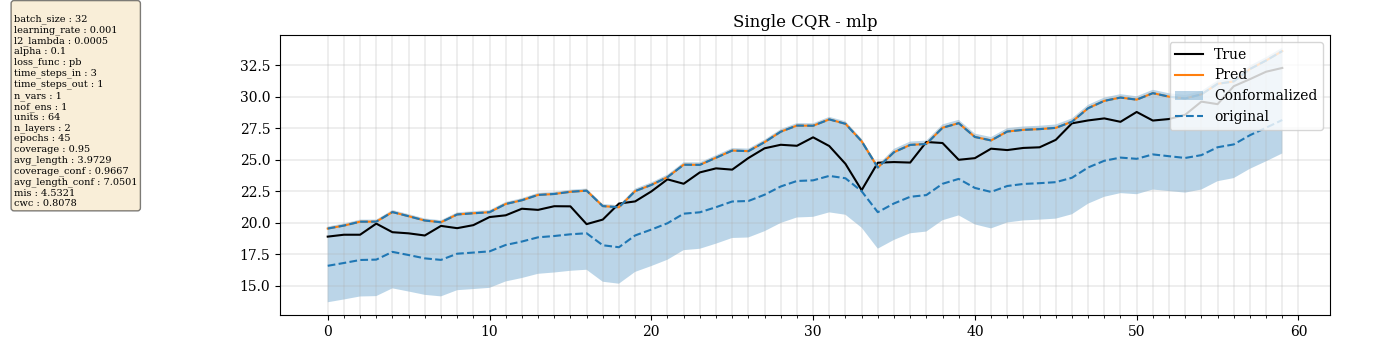 batch_size : 32
learning_rate : 0.001
l2_lambda : 0.0005
alpha : 0.1
loss_func : pb
time_steps_in : 3
time_steps_out : 1
n_vars : 1
nof_ens : 1
units : 64
n_layers : 2
epochs : 45
coverage : 0.95
avg_length : 3.9729
coverage_conf : 0.9667
avg_length_conf : 7.0501
mis : 4.5321
cwc : 0.8078
Single CQR - mlp
True
Pred
Conformalized
original
32.5
30.0
27.5
25.0
22.5
20.0
17.5
15.0
0 10 20 30 40 50 60